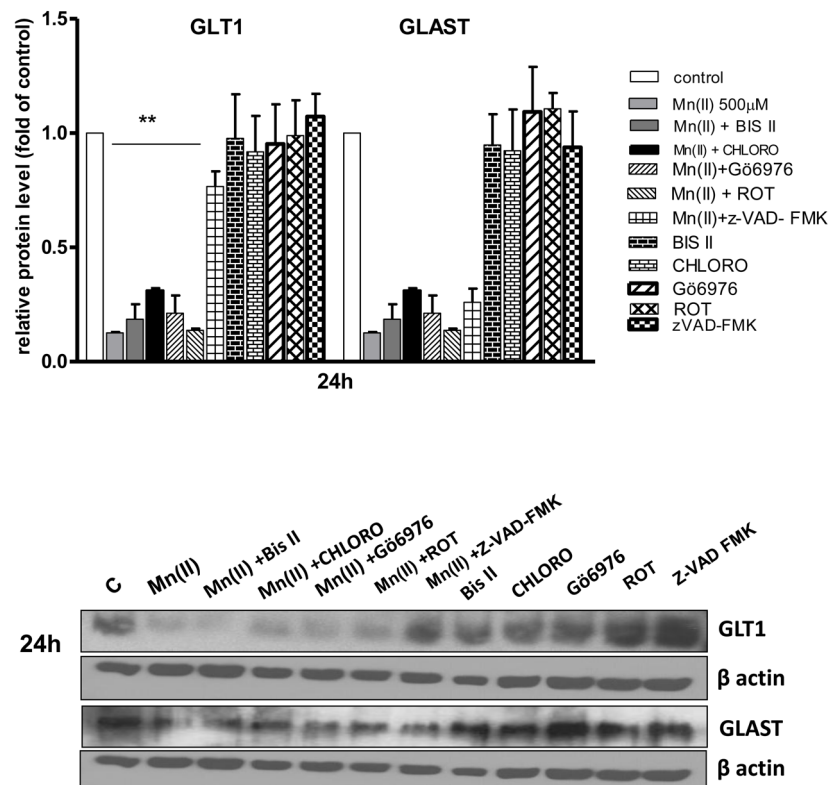 GLT1 GLAST
relative protein level (fold of control)
1.5
1.0
0.5
0.0
**
24h
control
Mn(II) 500μM
Mn(II) + BIS II
Mn(II) + CHLORO
Mn(II)+Gö6976
Mn(II) + ROT
Mn(II)+z-VAD- FMK
BIS II
CHLORO
Gö6976
ROT
zVAD-FMK
C
Mn(II)
Mn(II) +Bis II
Mn(II) +CHLORO
Mn(II) +Gö6976
Mn(II) +ROT
Mn(II) +Z-VAD-FMK
Bis II
CHLORO
Gö6976
ROT
Z-VAD FMK
24h
GLT1
β actin
GLAST
β actin